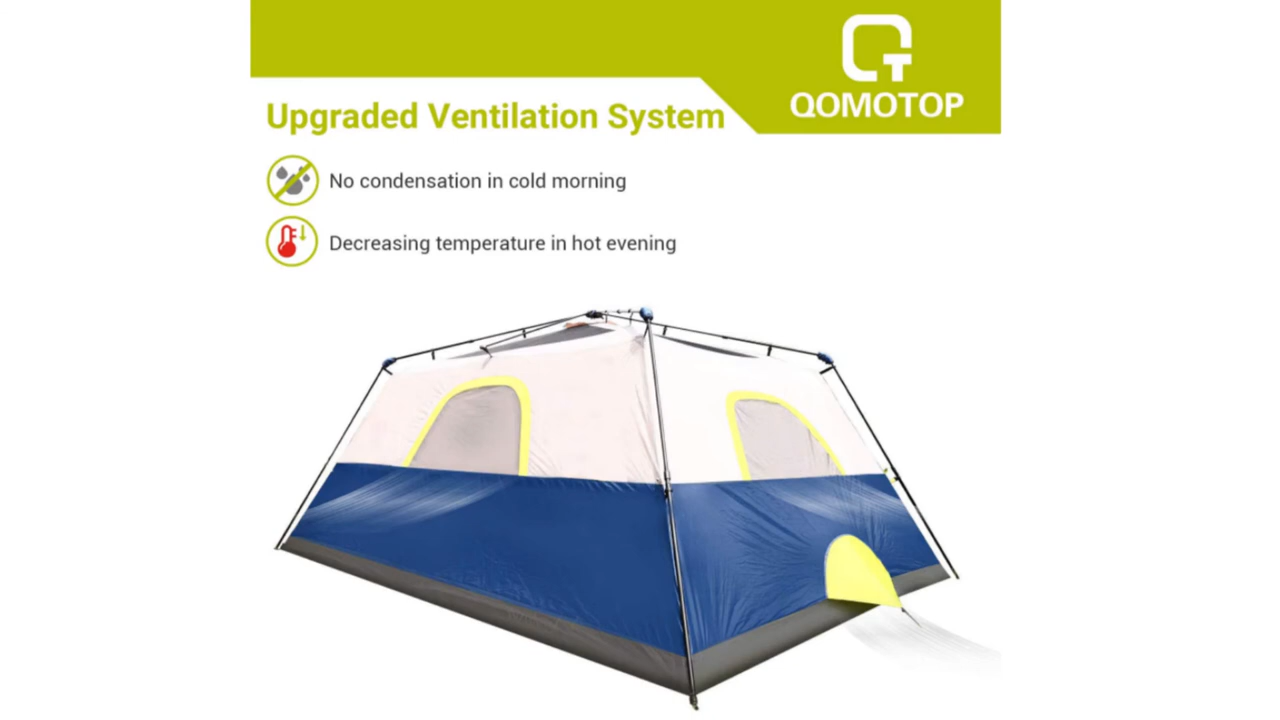 QOMOTOP
Upgraded Ventilation System
No condensation in cold morning
Decreasing temperature in hot evening